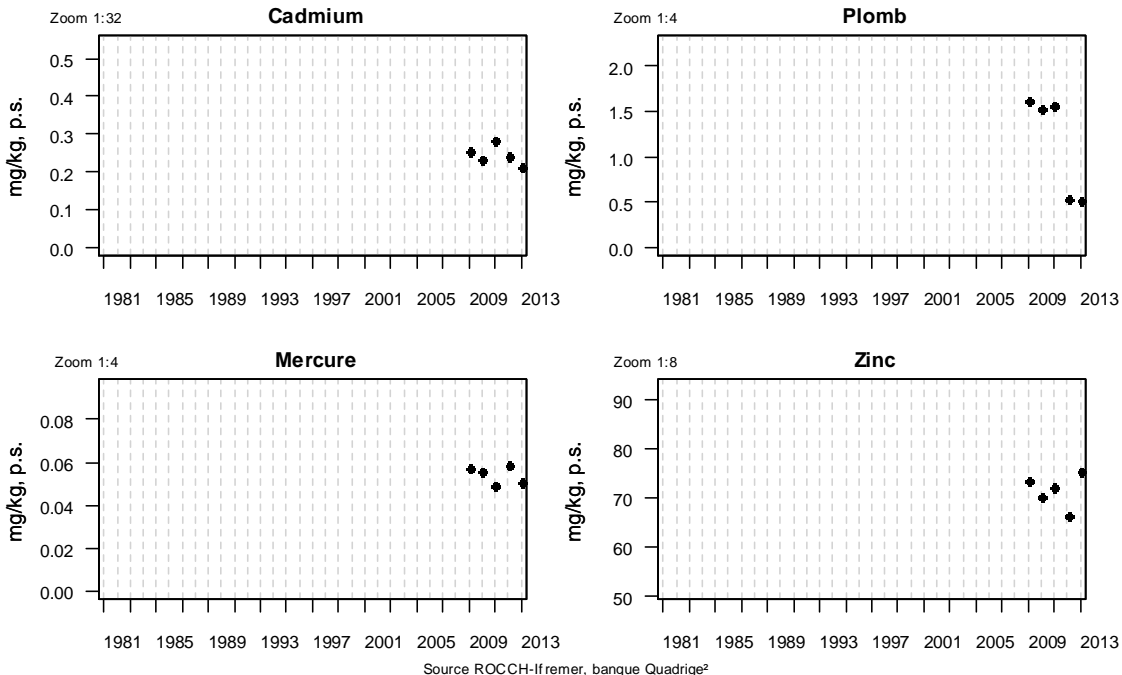 Zoom 1:32
Cadmium
mg/kg, p.s.
0.5
0.4
0.3
0.2
0.1
0.0
1981 1985 1989 1993 1997 2001 2005 2009 2013
Zoom 1:4
Plomb
mg/kg, p.s.
2.0
1.5
1.0
0.5
0.0
1981 1985 1989 1993 1997 2001 2005 2009 2013
Zoom 1:4
Mercure
mg/kg, p.s.
0.08
0.06
0.04
0.02
0.00
1981 1985 1989 1993 1997 2001 2005 2009 2013
Zoom 1:8
Zinc
mg/kg, p.s.
90
80
70
60
50
1981 1985 1989 1993 1997 2001 2005 2009 2013
Source ROCCH-Ifremer, banque Quadrige²